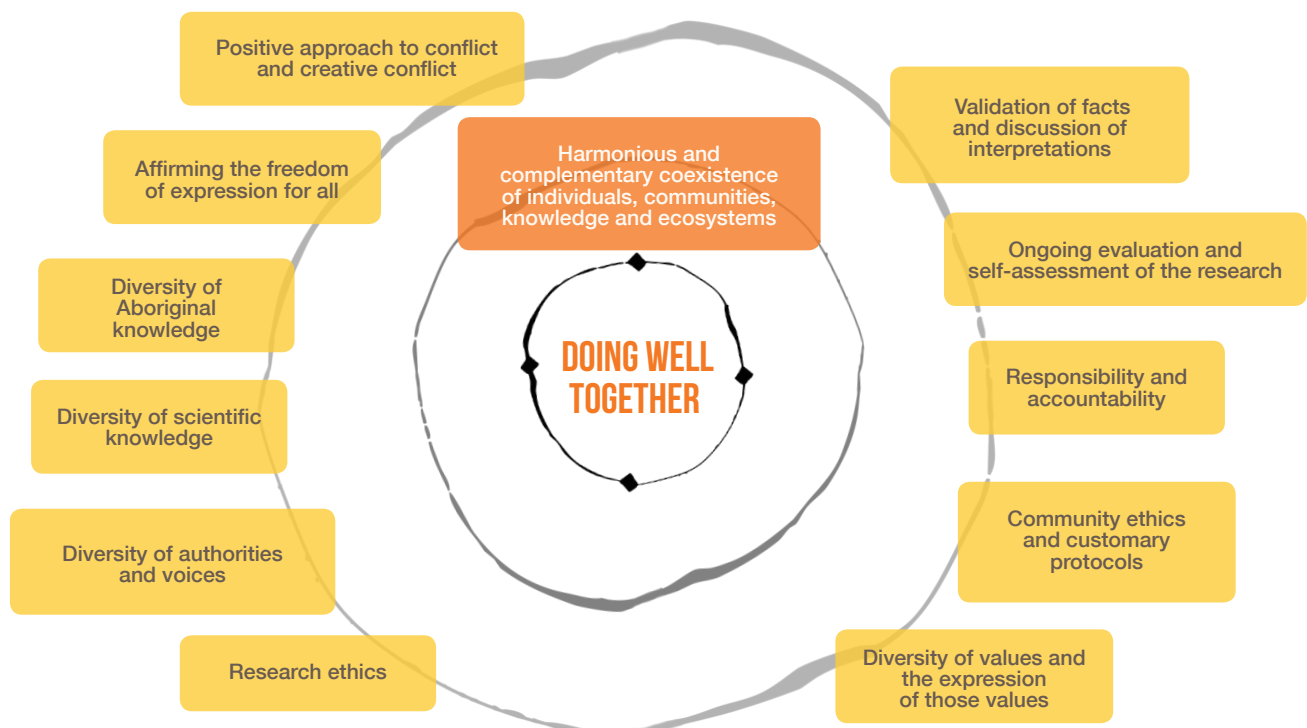 Positive approach to conflict
and creative conflict
Affirming the freedom
of expression for all
Diversity of
Aboriginal
knowledge
Diversity of scientific
knowledge
Diversity of authorities
and voices
Research ethics
Harmonious and
complementary coexistence
of individuals, communities,
knowledge and ecosystems
DOING WELL
TOGETHER
Validation of facts
and discussion of
interpretations
Ongoing evaluation and
self-assessment of the research
Responsibility and
accountability
Community ethics
and customary
protocols
Diversity of values and
the expression
of those values